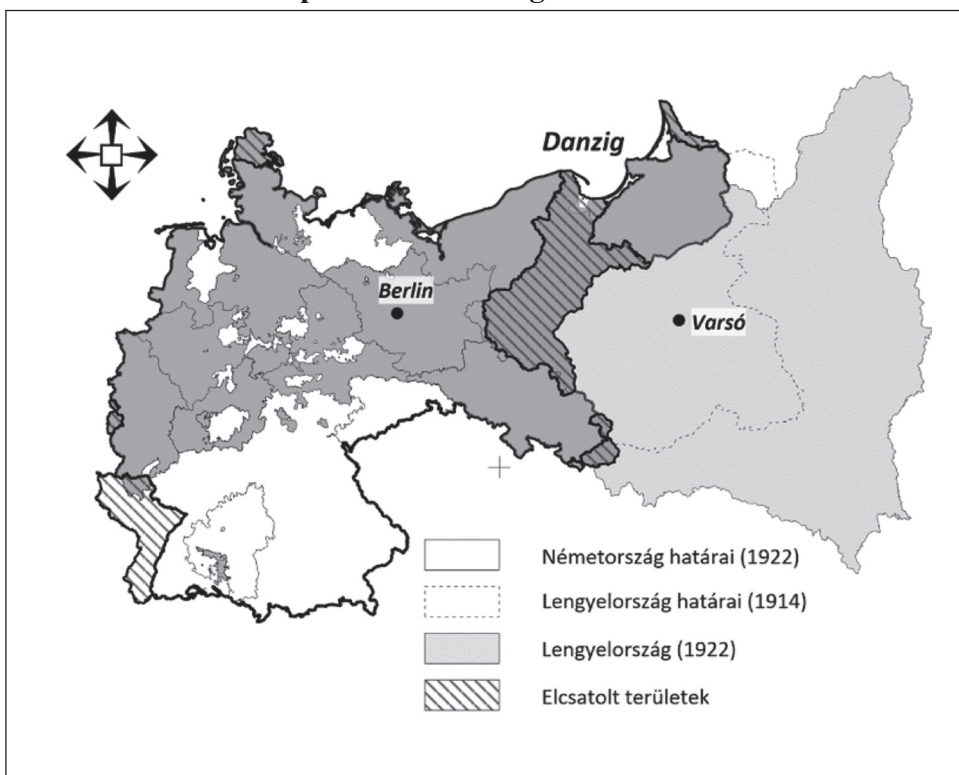 Danzig
Berlin
Varsó
Németország határai (1922)
Lengyelország határai (1914)
Lengyelország (1922)
Elcsatolt területek